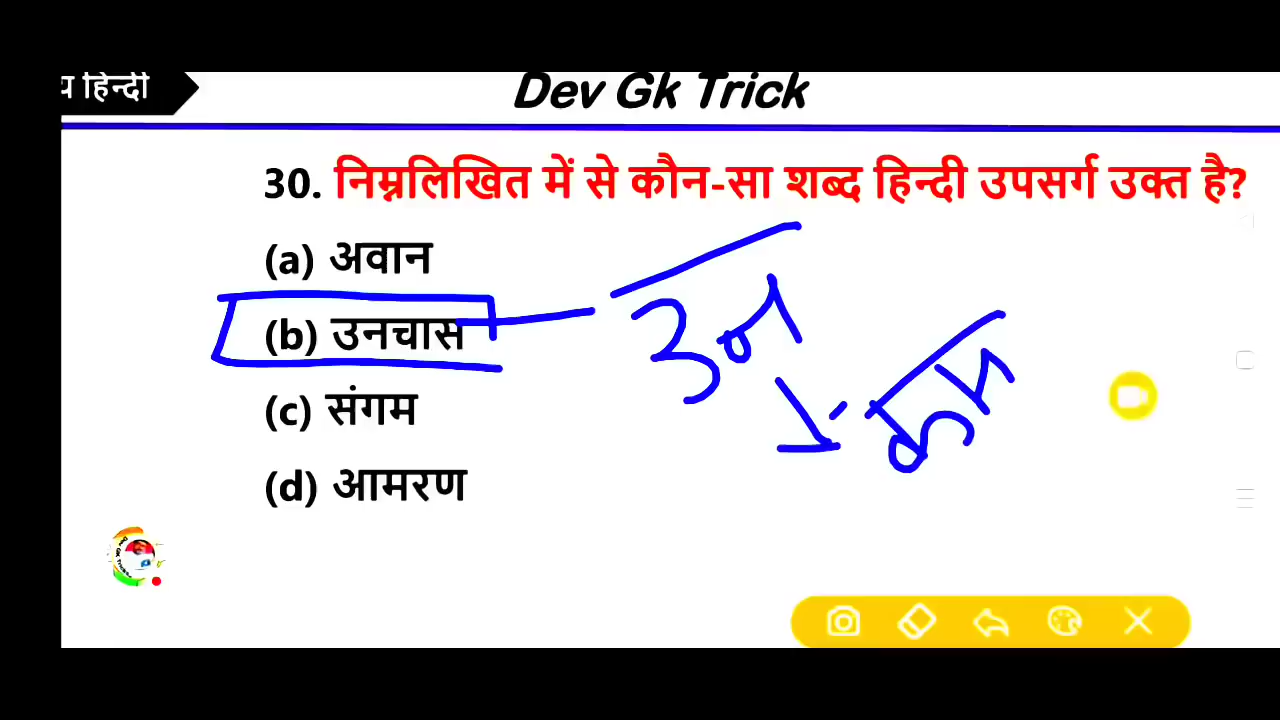 य हिन्दी
Dev Gk Trick
30. निम्नलिखित में से कौन-सा शब्द हिन्दी उपसर्ग उक्त है?
(a) अवान
(b) उनचास
उन
कम
(c) संगम
(d) आमरण